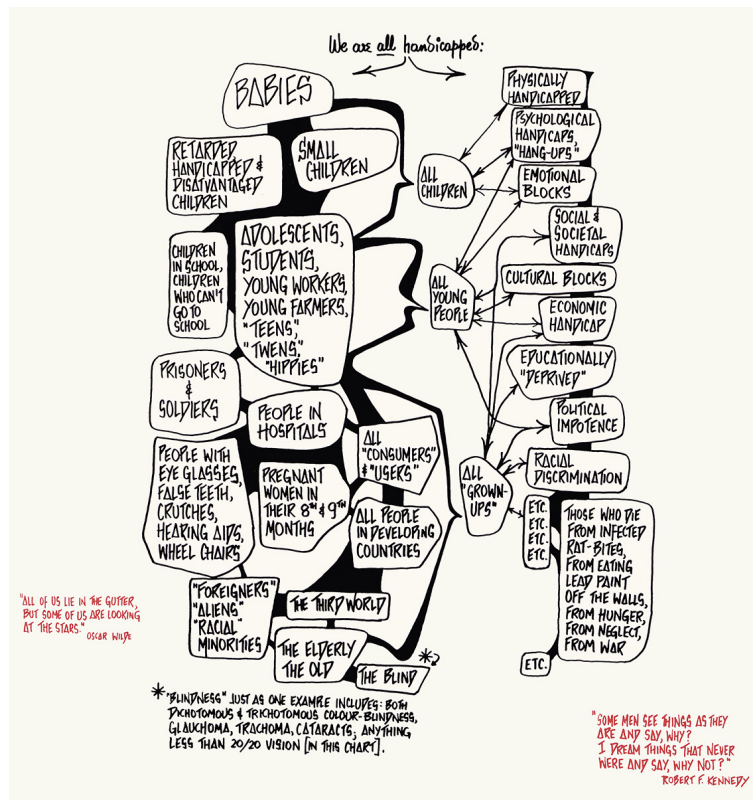 We are all handicapped:
BABIES
RETARDED
HANDICAPPED &
DISATVANTAGED
CHILDREN
SMALL
CHILDREN
CHILDREN
IN SCHOOL,
CHILDREN
WHO CAN'T
GO TO
SCHOOL
ADOLESCENTS,
STUDENTS,
YOUNG WORKERS,
YOUNG FARMERS,
"TEENS,"
"TWENS,"
"HIPPIES"
PRISONERS
&
SOLDIERS
PEOPLE IN
HOSPITALS
PEOPLE WITH
EYE GLASSES,
FALSE TEETH,
CRUTCHES,
HEARING AIDS,
WHEEL CHAIRS
PREGNANT
WOMEN IN
THEIR 8TH & 9TH
MONTHS
ALL
"CONSUMERS"
& "USERS"
ALL PEOPLE
IN DEVELOPING
COUNTRIES
"FOREIGNERS"
"ALIENS"
"RACIAL"
MINORITIES
THE THIRD WORLD
THE ELDERLY
THE OLD
THE BLIND
*
ALL
CHILDREN
ALL
YOUNG
PEOPLE
ALL
"GROWN-
UPS"
PHYSICALLY
HANDICAPPED
PSYCHOLOGICAL
HANDICAPS,
"HANG-UPS"
EMOTIONAL
BLOCKS
SOCIAL &
SOCIETAL
HANDICAPS
CULTURAL BLOCKS
ECONOMIC
HANDICAP
EDUCATIONALLY
"DEPRIVED"
POLITICAL
IMPOTENCE
RACIAL
DISCRIMINATION
ETC.
ETC.
ETC.
ETC.
THOSE WHO DIE
FROM INFECTED
RAT-BITES,
FROM EATING
LEAD PAINT
OFF THE WALLS,
FROM HUNGER,
FROM NEGLECT,
FROM WAR
ETC.
*"BLINDNESS" JUST AS ONE EXAMPLE INCLUDES: BOTH
DICHOTOMOUS & TRICHOTOMOUS COLOUR-BLINDNESS,
GLAUCHOMA, TRACHOMA, CATARACTS; ANYTHING
LESS THAN 20/20 VISION [IN THIS CHART].
"ALL OF US LIE IN THE GUTTER,
BUT SOME OF US ARE LOOKING
AT THE STARS."
OSCAR WILDE
"SOME MEN SEE THINGS AS THEY
ARE AND SAY, WHY?
I DREAM THINGS THAT NEVER
WERE AND SAY, WHY NOT?"
ROBERT F. KENNEDY